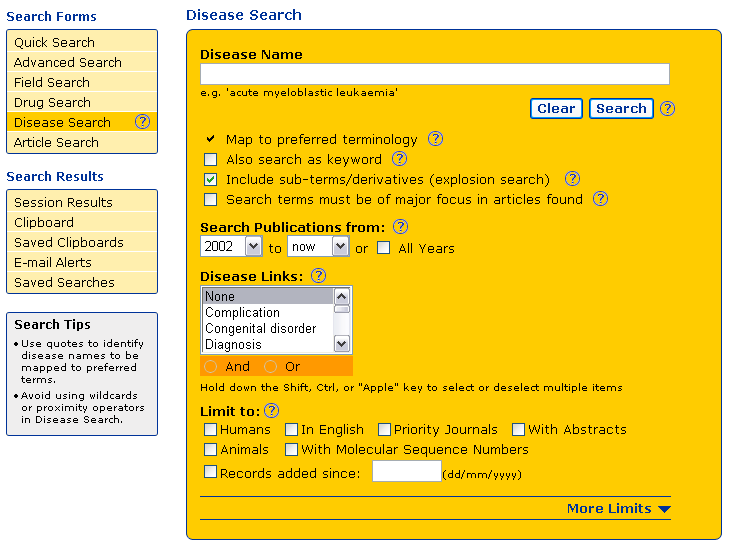 Search Forms
Quick Search
Advanced Search
Field Search
Drug Search
Disease Search ?
Article Search
Search Results
Session Results
Clipboard
Saved Clipboards
E-mail Alerts
Saved Searches
Search Tips
• Use quotes to identify
disease names to be
mapped to preferred
terms.
• Avoid using wildcards
or proximity operators
in Disease Search.
Disease Search
Disease Name
e.g. 'acute myeloblastic leukaemia'
Clear Search ?
Map to preferred terminology ?
Also search as keyword ?
Include sub-terms/derivatives (explosion search) ?
Search terms must be of major focus in articles found ?
Search Publications from: ?
2002 to now or All Years
Disease Links: ?
None
Complication
Congenital disorder
Diagnosis
And Or
Hold down the Shift, Ctrl, or "Apple" key to select or deselect multiple items
Limit to: ?
Humans In English Priority Journals With Abstracts
Animals With Molecular Sequence Numbers
Records added since: (dd/mm/yyyy)
More Limits